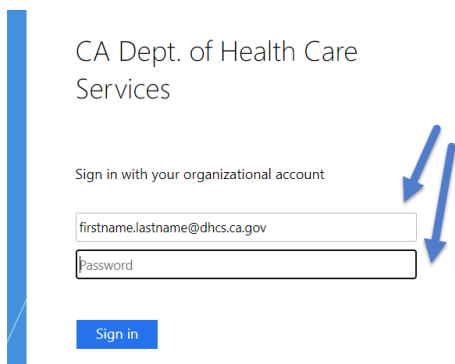 CA Dept. of Health Care
Services
Sign in with your organizational account
firstname.lastname@dhcs.ca.gov
Password
Sign in